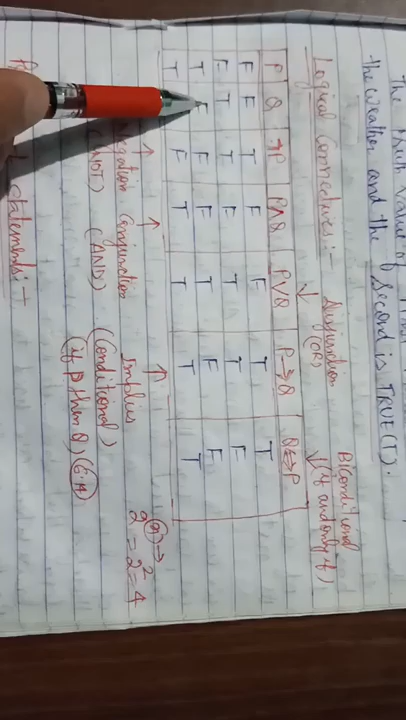 The truth value of
the weather and the second is TRUE(T).
Logical Connectives:- ↓ Disjunction (OR) ↓ Biconditional (if and only if)
P Q ¬P P∧Q P∨Q P→Q Q⇔P
F F T F F T T
F T T F T T F
T F F F T F F
T F T T T T
↑ Negation (NOT) ↑ Conjunction (AND) ↑ Implies (Conditional) (if P then Q)
= 2² = 4
Statements:-